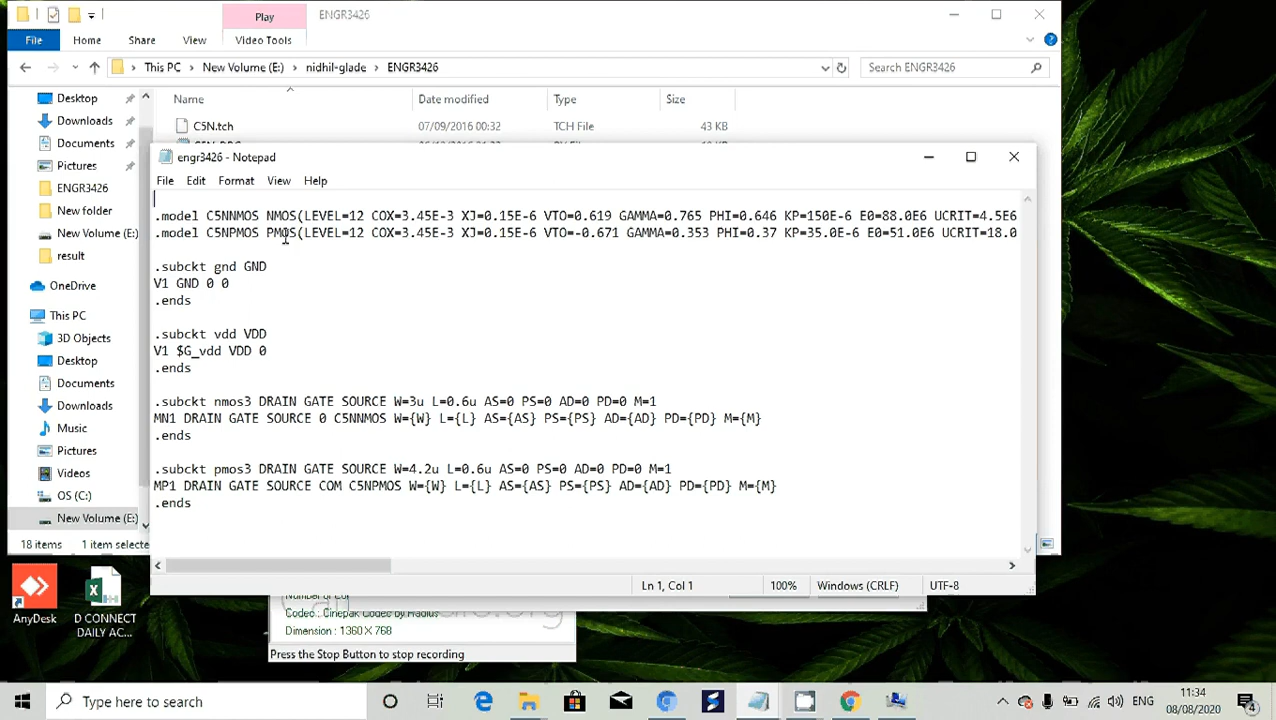 Play
ENGR3426
File
Home
Share
View
Video Tools
This PC
New Volume (E:)
nidhil-glade
ENGR3426
Search ENGR3426
Desktop
Downloads
Documents
Pictures
ENGR3426
New folder
New Volume (E:)
result
OneDrive
This PC
3D Objects
Desktop
Documents
Downloads
Music
Pictures
Videos
OS (C:)
New Volume (E:)
Name
Date modified
Type
Size
C5N.tch
07/09/2016 00:32
TCH File
43 KB
engr3426 - Notepad
File
Edit
Format
View
Help
.model C5NNMOS NMOS(LEVEL=12 COX=3.45E-3 XJ=0.15E-6 VTO=0.619 GAMMA=0.765 PHI=0.646 KP=150E-6 E0=88.0E6 UCRIT=4.5E6
.model C5NPMOS PMOS(LEVEL=12 COX=3.45E-3 XJ=0.15E-6 VTO=-0.671 GAMMA=0.353 PHI=0.37 KP=35.0E-6 E0=51.0E6 UCRIT=18.0
.subckt gnd GND
V1 GND 0 0
.ends
.subckt vdd VDD
V1 $G_vdd VDD 0
.ends
.subckt nmos3 DRAIN GATE SOURCE W=3u L=0.6u AS=0 PS=0 AD=0 PD=0 M=1
MN1 DRAIN GATE SOURCE 0 C5NNMOS W={W} L={L} AS={AS} PS={PS} AD={AD} PD={PD} M={M}
.ends
.subckt pmos3 DRAIN GATE SOURCE W=4.2u L=0.6u AS=0 PS=0 AD=0 PD=0 M=1
MP1 DRAIN GATE SOURCE COM C5NPMOS W={W} L={L} AS={AS} PS={PS} AD={AD} PD={PD} M={M}
.ends
Ln 1, Col 1
100%
Windows (CRLF)
UTF-8
18 items
1 item selecte
AnyDesk
D CONNECT
DAILY AC...
Codec : Cinepak Codec by Radius
Dimension : 1360 X 768
Press the Stop Button to stop recording
Type here to search
ENG
11:34
08/08/2020
4